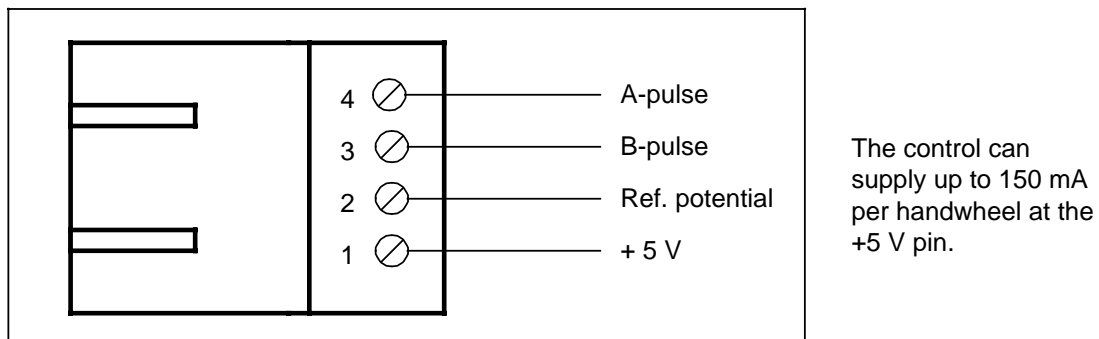 4 A-pulse
3 B-pulse
2 Ref. potential
1 + 5 V
The control can
supply up to 150 mA
per handwheel at the
+5 V pin.